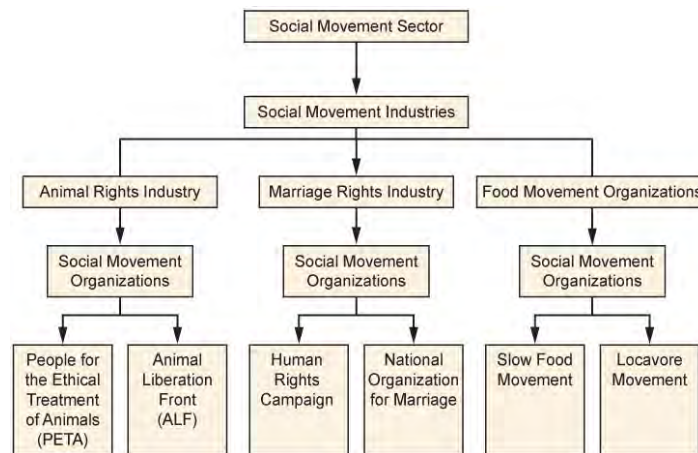 Social Movement Sector
Social Movement Industries
Animal Rights Industry
Marriage Rights Industry
Food Movement Organizations
Social Movement
Organizations
Social Movement
Organizations
Social Movement
Organizations
People for
the Ethical
Treatment
of Animals
(PETA)
Animal
Liberation
Front
(ALF)
Human
Rights
Campaign
National
Organization
for Marriage
Slow Food
Movement
Locavore
Movement